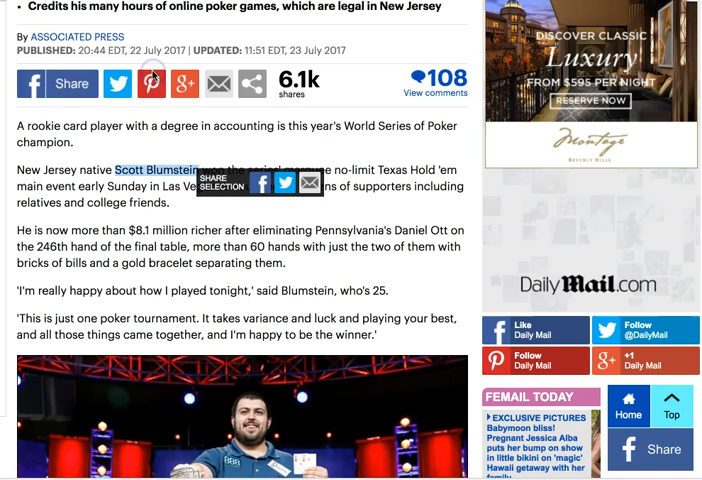 Credits his many hours of online poker games, which are legal in New Jersey
By ASSOCIATED PRESS
PUBLISHED: 20:44 EDT, 22 July 2017 | UPDATED: 11:51 EDT, 23 July 2017
Share
6.1k
shares
108
View comments
A rookie card player with a degree in accounting is this year's World Series of Poker
champion.
New Jersey native Scott Blumstein won the no-limit Texas Hold 'em
main event early Sunday in Las of supporters including
relatives and college friends.
SHARE
SELECTION
He is now more than $8.1 million richer after eliminating Pennsylvania's Daniel Ott on
the 246th hand of the final table, more than 60 hands with just the two of them with
bricks of bills and a gold bracelet separating them.
'I'm really happy about how I played tonight,' said Blumstein, who's 25.
'This is just one poker tournament. It takes variance and luck and playing your best,
and all those things came together, and I'm happy to be the winner.'
DISCOVER CLASSIC
Luxury
FROM $595 PER NIGHT
RESERVE NOW
Montage
BEVERLY HILLS
DailyMail.com
Like
Daily Mail
Follow
@DailyMail
Follow
Daily Mail
+1
Daily Mail
FEMAIL TODAY
EXCLUSIVE PICTURES
Babymoon bliss!
Pregnant Jessica Alba
puts her bump on show
in little bikini on 'magic'
Hawaii getaway with her
family
Home
Top
Share